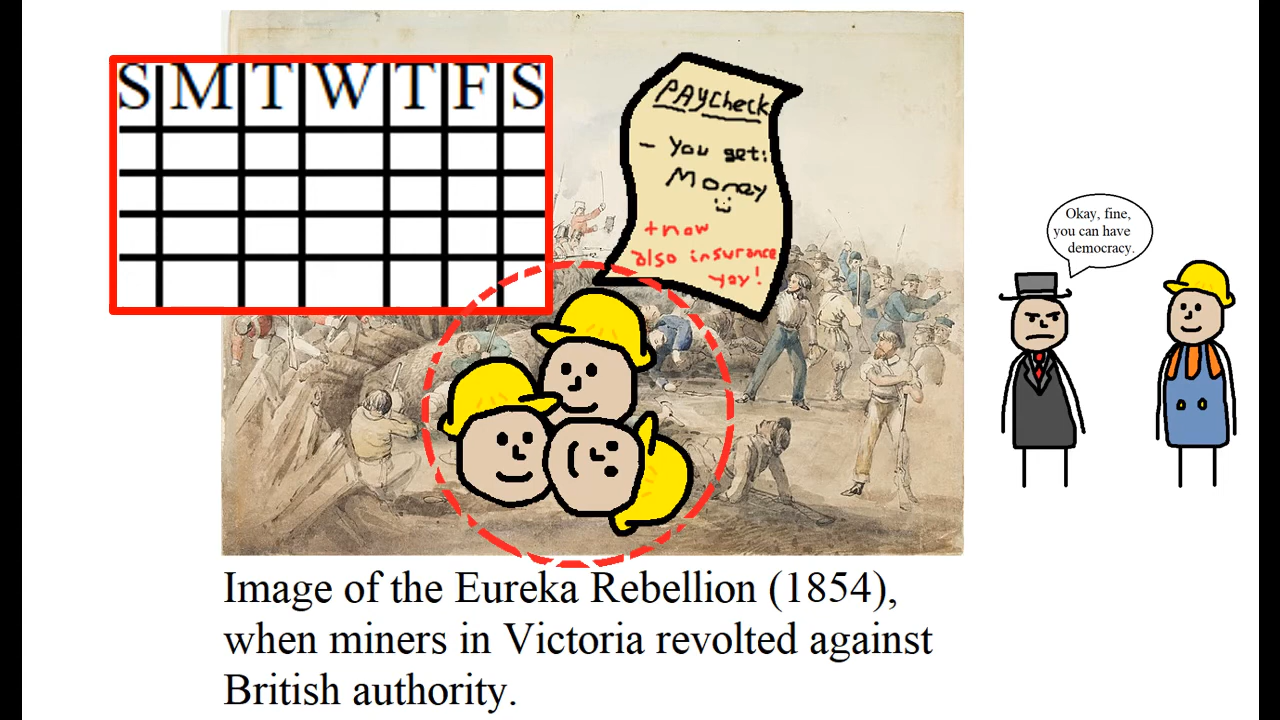 S M T W T F S
PAYCheck
- You get:
Money
+now
also insurance
yay!
Okay, fine,
you can have
democracy.
Image of the Eureka Rebellion (1854),
when miners in Victoria revolted against
British authority.